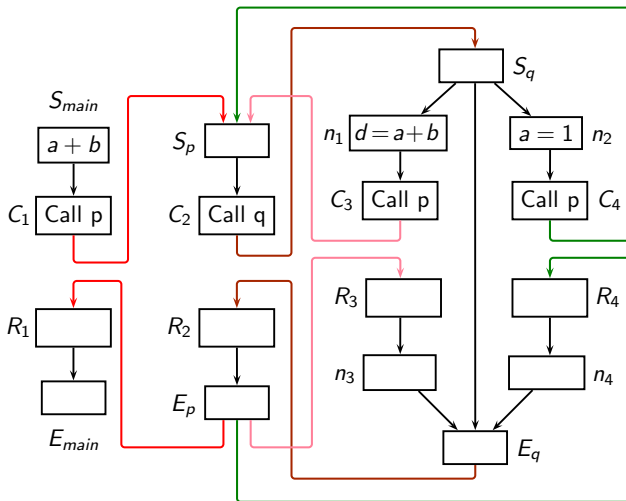 S_q
S_main
n_1 d = a+b a = 1 n_2
a + b
S_p
C_1 Call p C_2 Call q C_3 Call p Call p C_4
R_1 R_2 R_3 R_4
n_3 n_4
E_p
E_main E_q